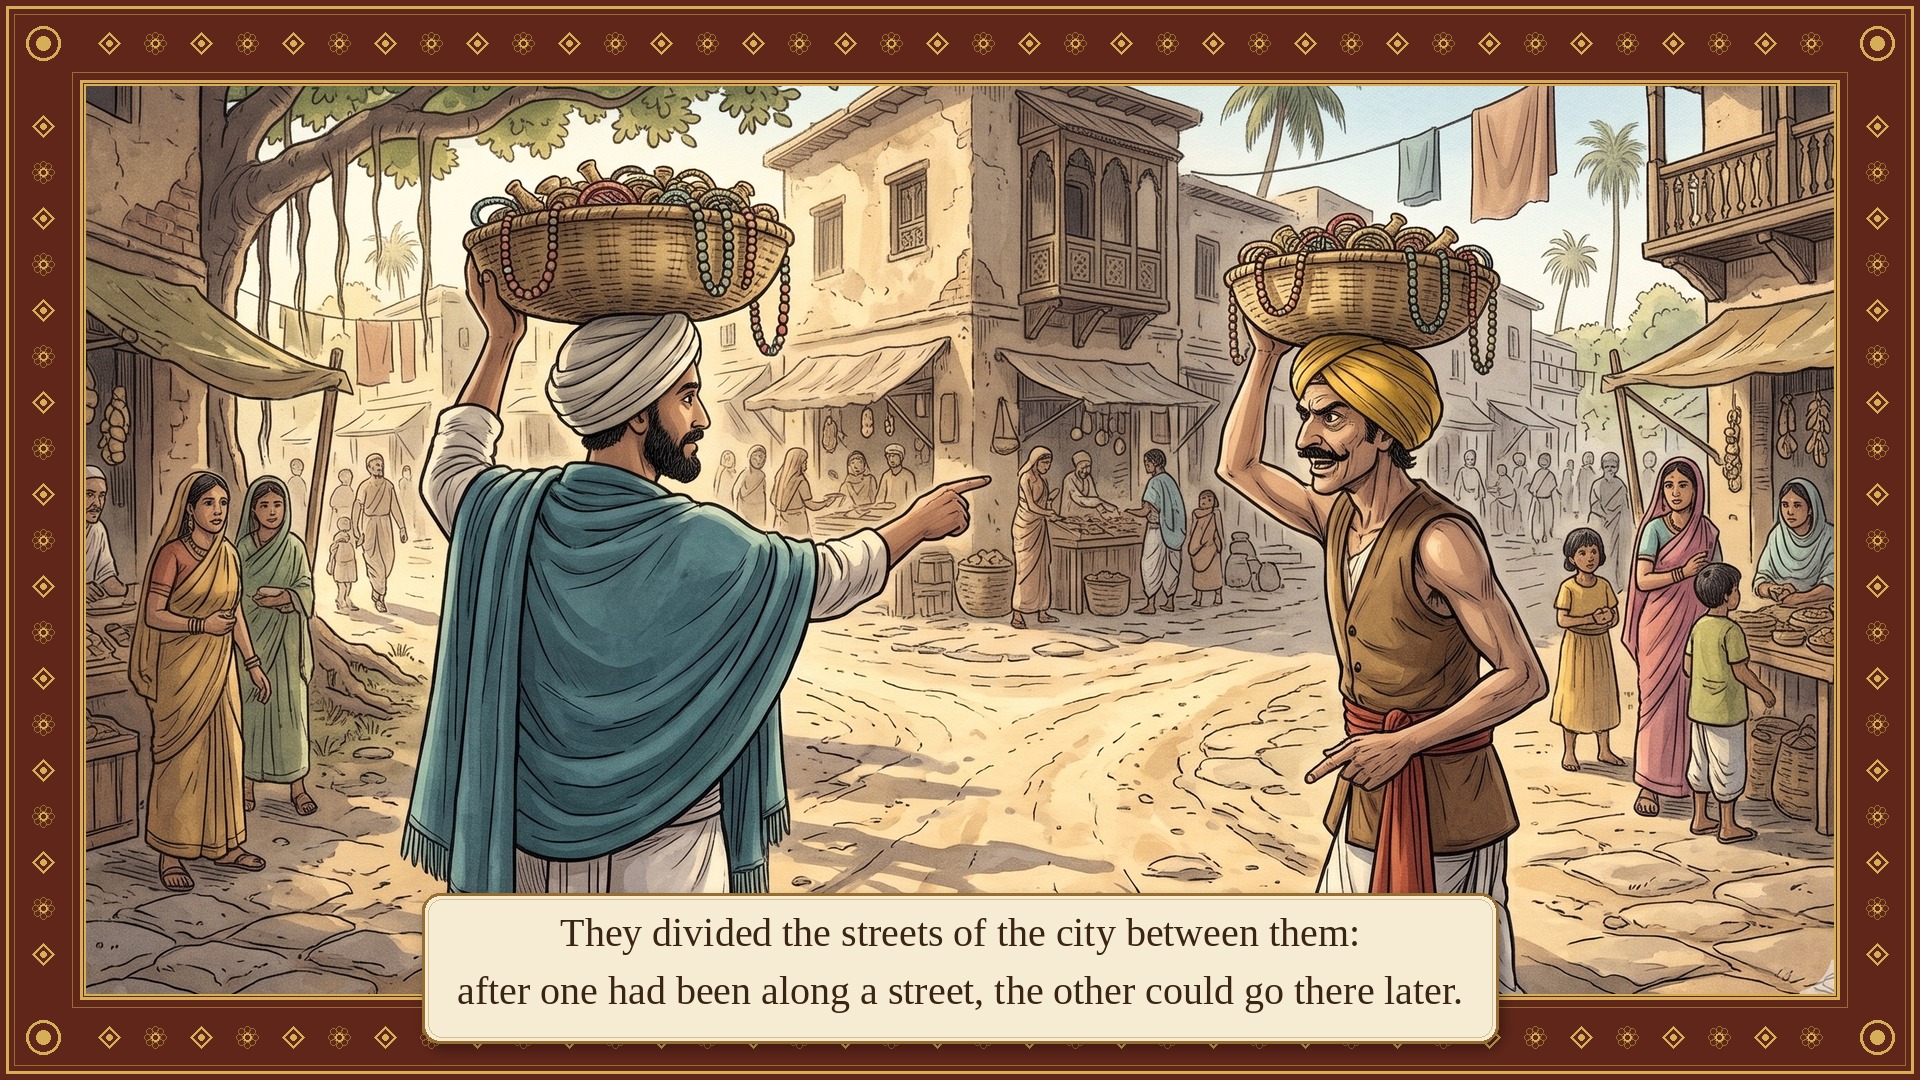 They divided the streets of the city between them:
after one had been along a street, the other could go there later.